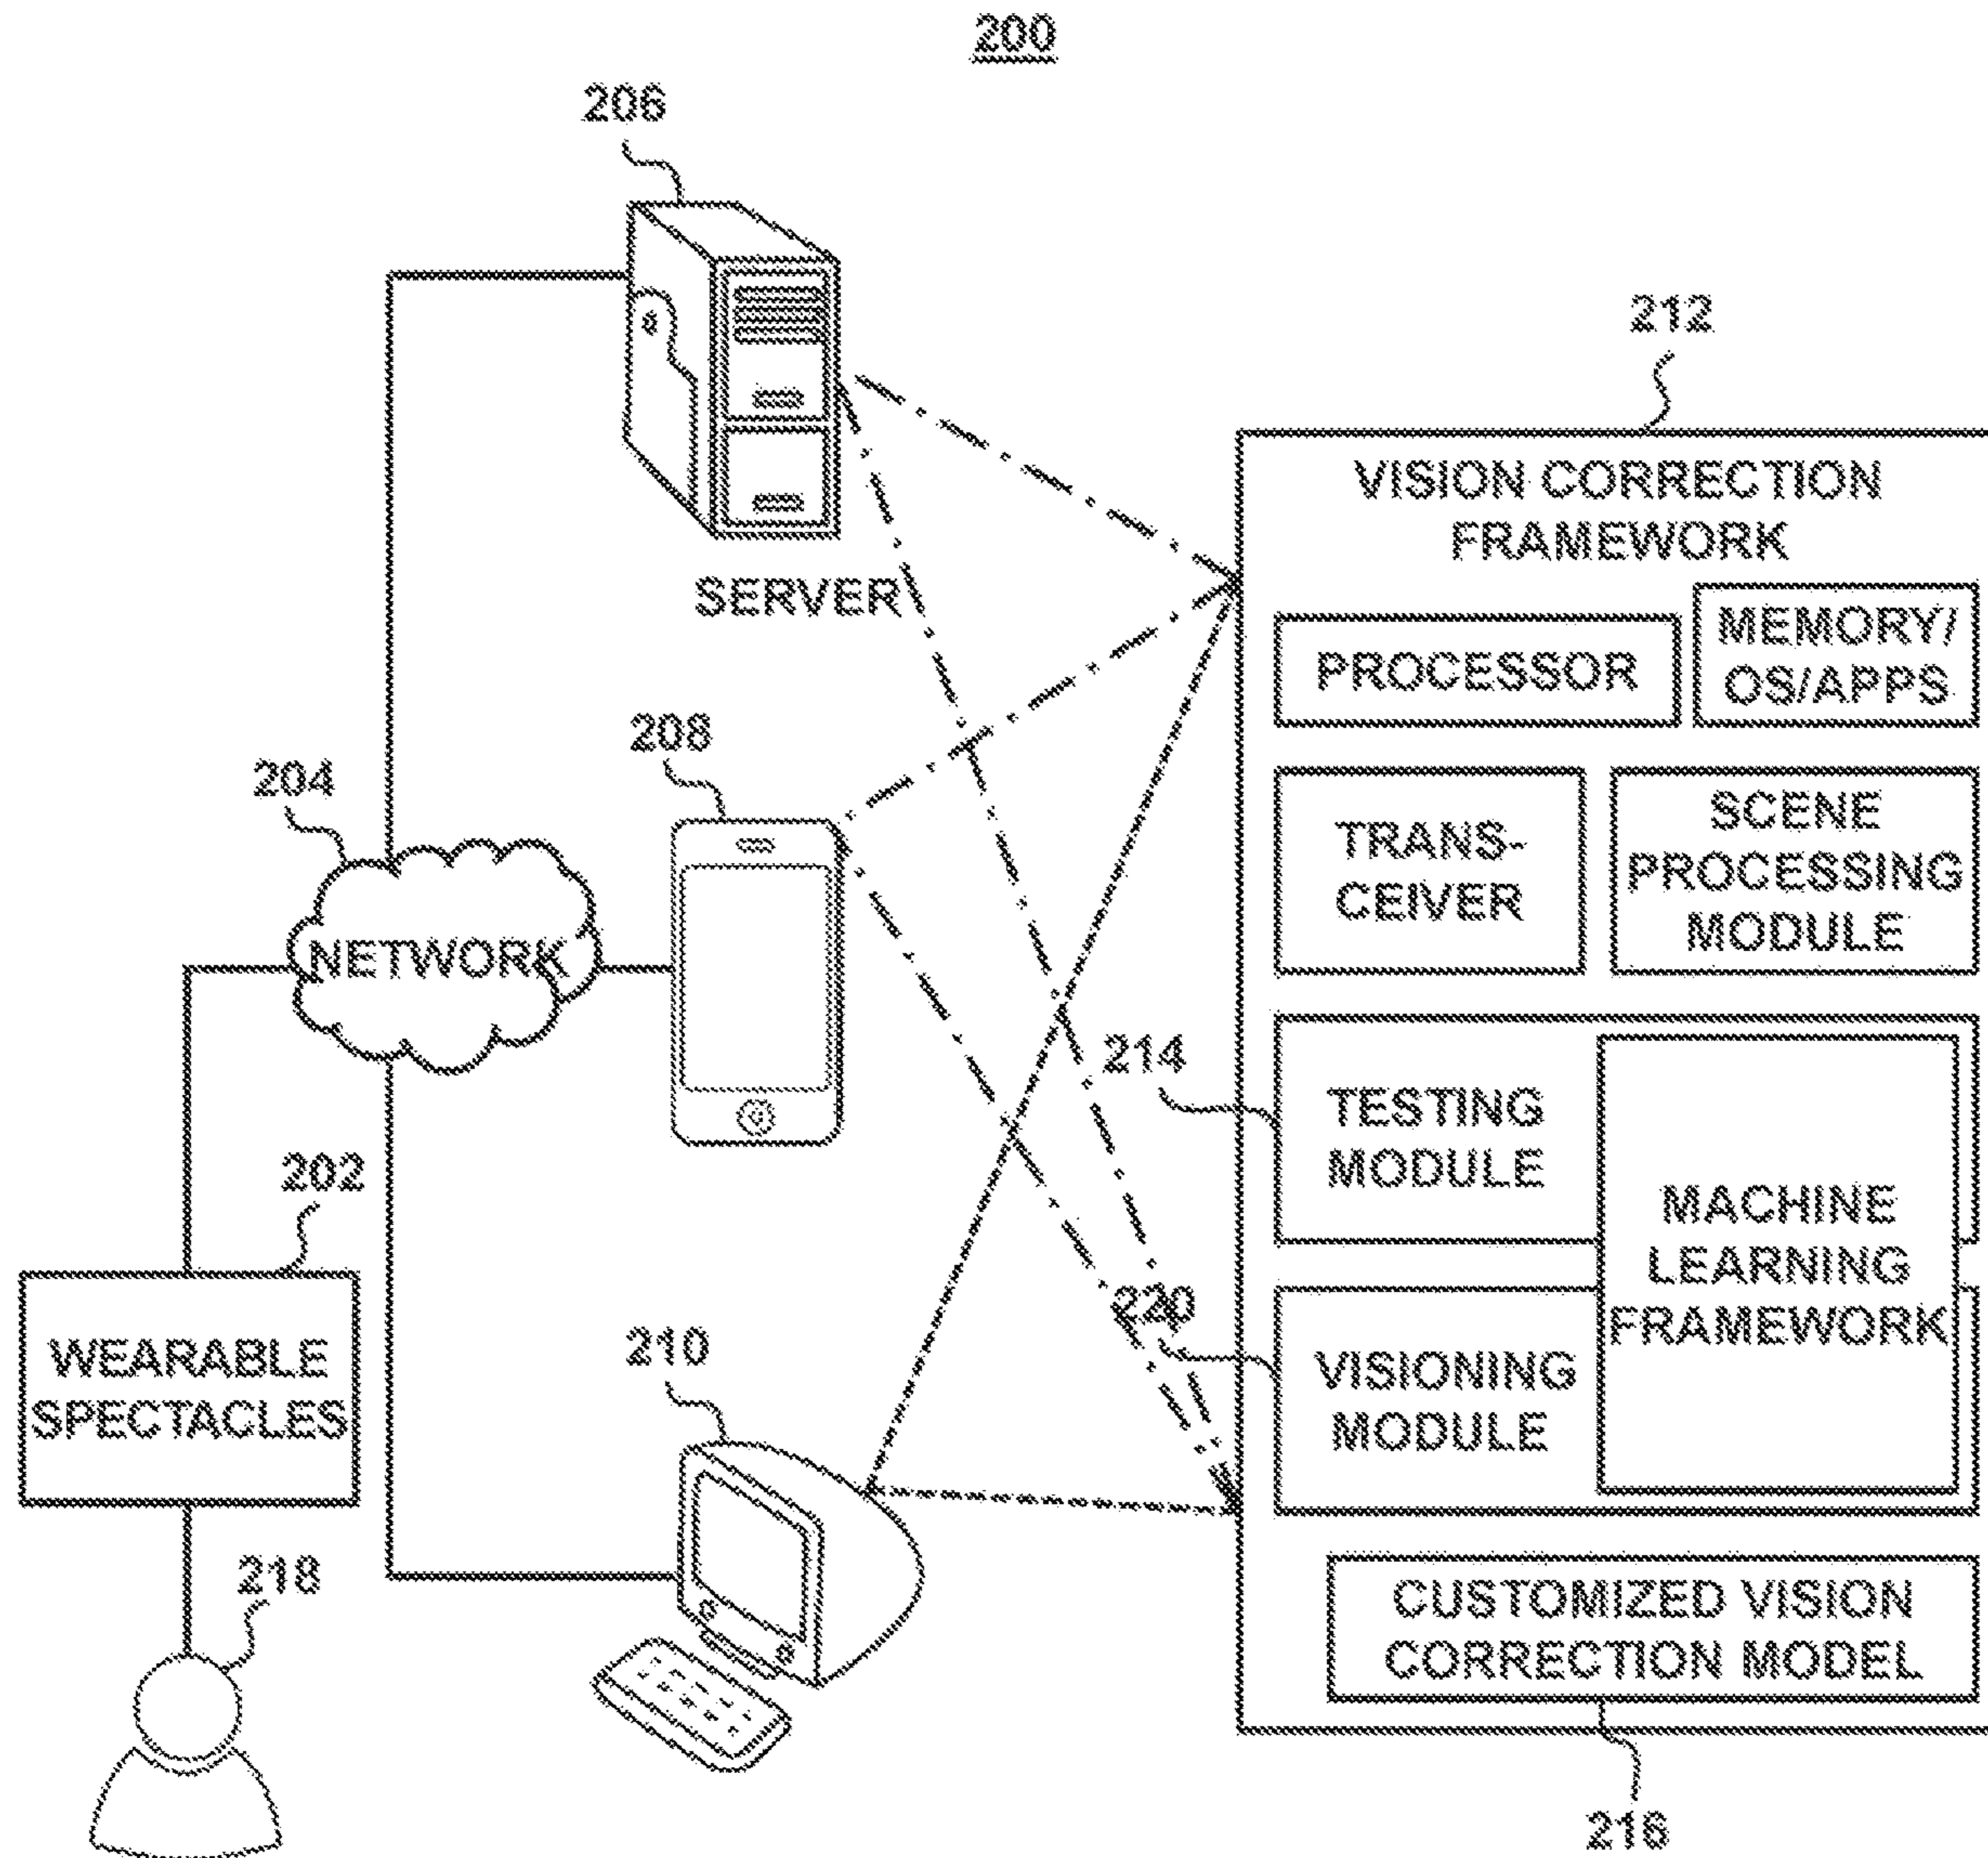 200
206
SERVER
212
VISION CORRECTION
FRAMEWORK
PROCESSOR
MEMORY/
OS/APPS
TRANS-
CEIVER
SCENE
PROCESSING
MODULE
204
NETWORK
208
214
TESTING
MODULE
MACHINE
LEARNING
FRAMEWORK
220
VISIONING
MODULE
202
WEARABLE
SPECTACLES
210
218
CUSTOMIZED VISION
CORRECTION MODEL
216